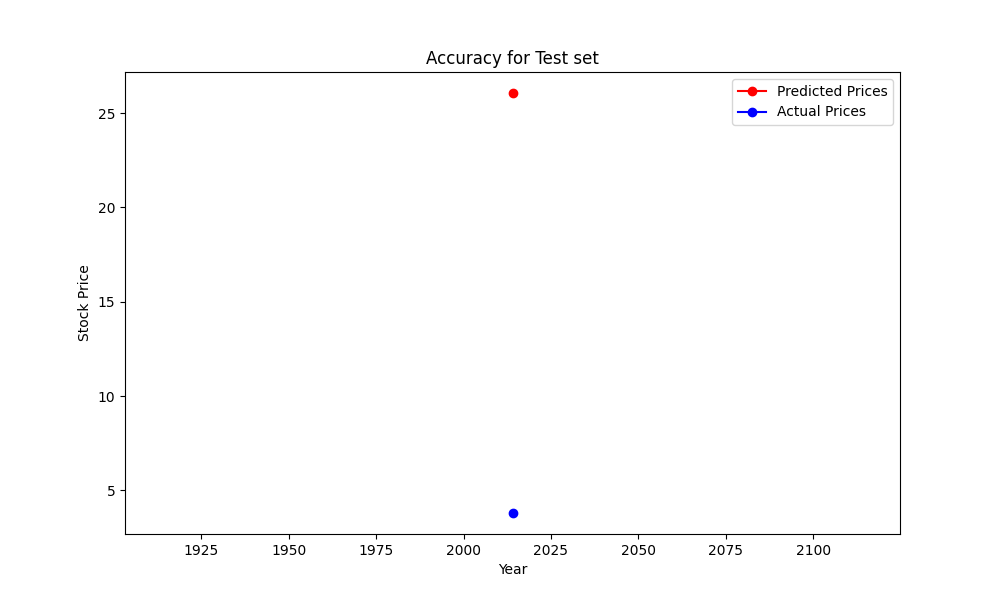 Accuracy for Test set
Predicted Prices
Actual Prices
25
20
15
10
5
Stock Price
1925 1950 1975 2000 2025 2050 2075 2100
Year